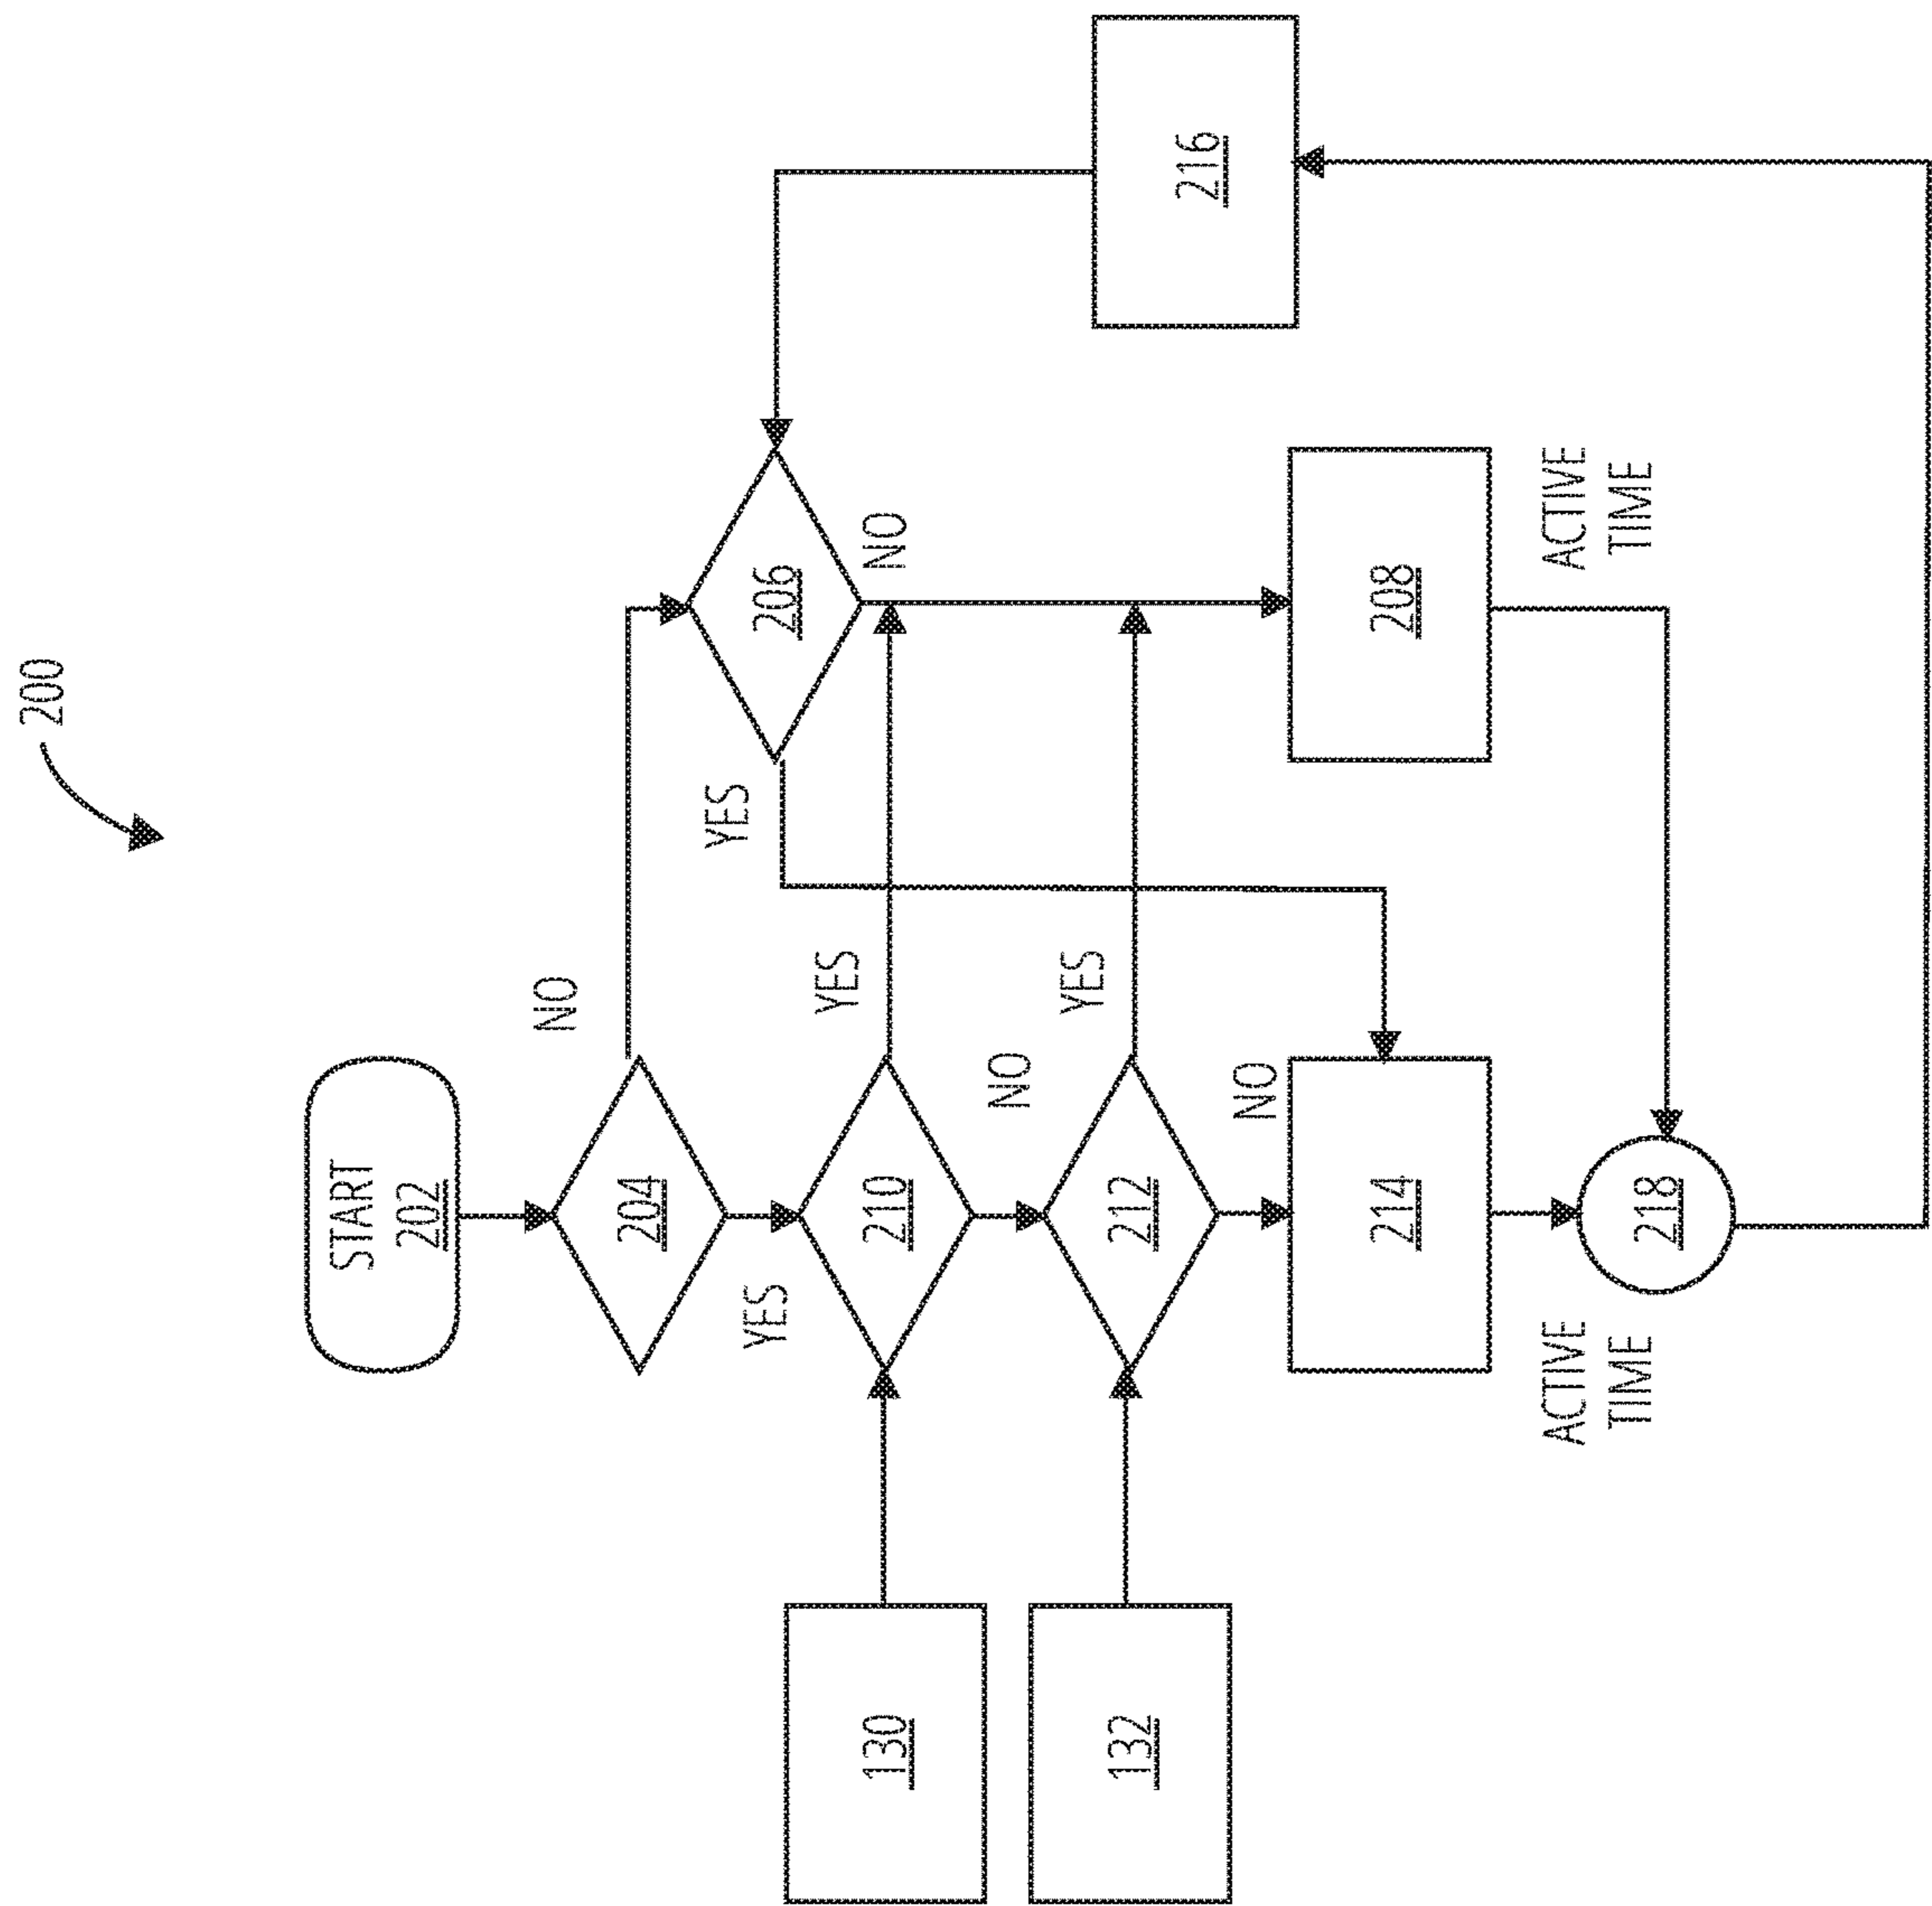 200
START
202
NO
204
206
YES
NO
YES
130
210
YES
NO
216
132
212
YES
NO
214
208
ACTIVE
TIME
ACTIVE
TIME
218